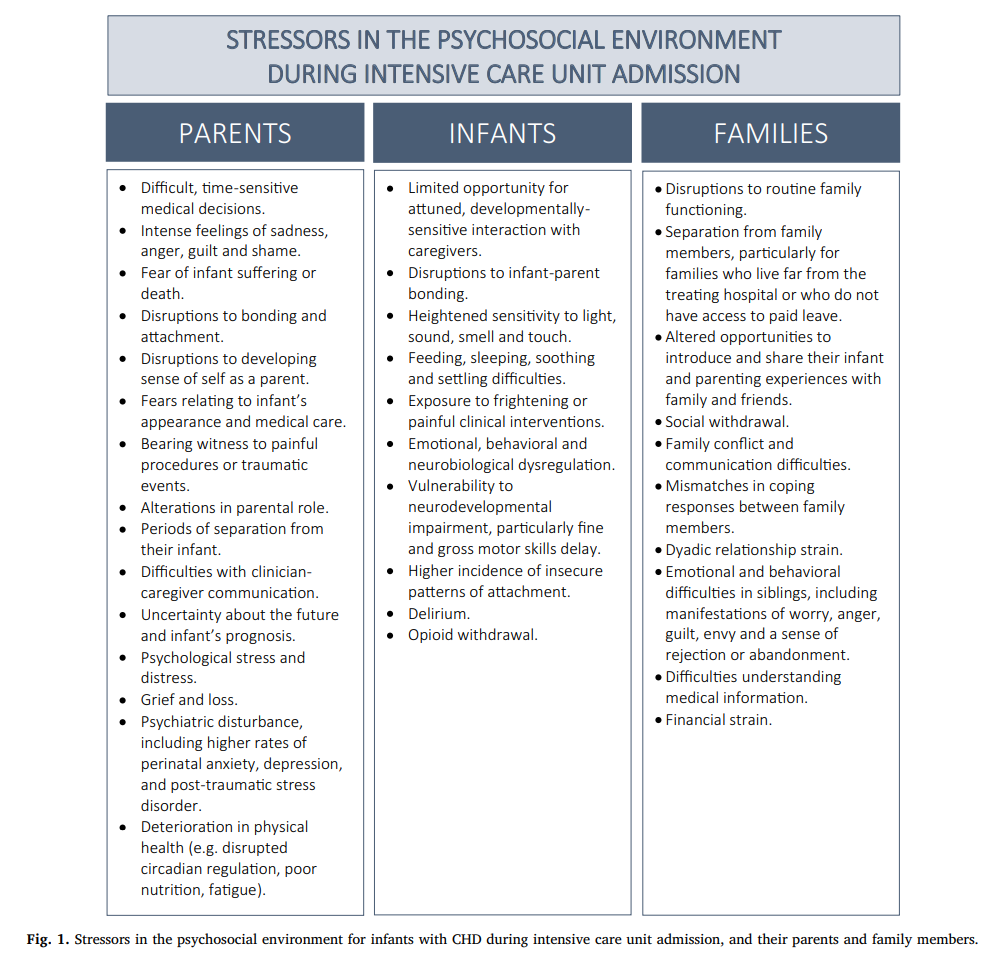 STRESSORS IN THE PSYCHOSOCIAL ENVIRONMENT
DURING INTENSIVE CARE UNIT ADMISSION
PARENTS
• Difficult, time-sensitive
medical decisions.
• Intense feelings of sadness,
anger, guilt and shame.
• Fear of infant suffering or
death.
• Disruptions to bonding and
attachment.
• Disruptions to developing
sense of self as a parent.
• Fears relating to infant's
appearance and medical care.
• Bearing witness to painful
procedures or traumatic
events.
• Alterations in parental role.
• Periods of separation from
their infant.
• Difficulties with clinician-
caregiver communication.
• Uncertainty about the future
and infant's prognosis.
• Psychological stress and
distress.
• Grief and loss.
• Psychiatric disturbance,
including higher rates of
perinatal anxiety, depression,
and post-traumatic stress
disorder.
• Deterioration in physical
health (e.g. disrupted
circadian regulation, poor
nutrition, fatigue).
INFANTS
• Limited opportunity for
attuned, developmentally-
sensitive interaction with
caregivers.
• Disruptions to infant-parent
bonding.
• Heightened sensitivity to light,
sound, smell and touch.
• Feeding, sleeping, soothing
and settling difficulties.
• Exposure to frightening or
painful clinical interventions.
• Emotional, behavioral and
neurobiological dysregulation.
• Vulnerability to
neurodevelopmental
impairment, particularly fine
and gross motor skills delay.
• Higher incidence of insecure
patterns of attachment.
• Delirium.
• Opioid withdrawal.
FAMILIES
• Disruptions to routine family
functioning.
• Separation from family
members, particularly for
families who live far from the
treating hospital or who do not
have access to paid leave.
• Altered opportunities to
introduce and share their infant
and parenting experiences with
family and friends.
• Social withdrawal.
• Family conflict and
communication difficulties.
• Mismatches in coping
responses between family
members.
• Dyadic relationship strain.
• Emotional and behavioral
difficulties in siblings, including
manifestations of worry, anger,
guilt, envy and a sense of
rejection or abandonment.
• Difficulties understanding
medical information.
• Financial strain.
Fig. 1. Stressors in the psychosocial environment for infants with CHD during intensive care unit admission, and their parents and family members.